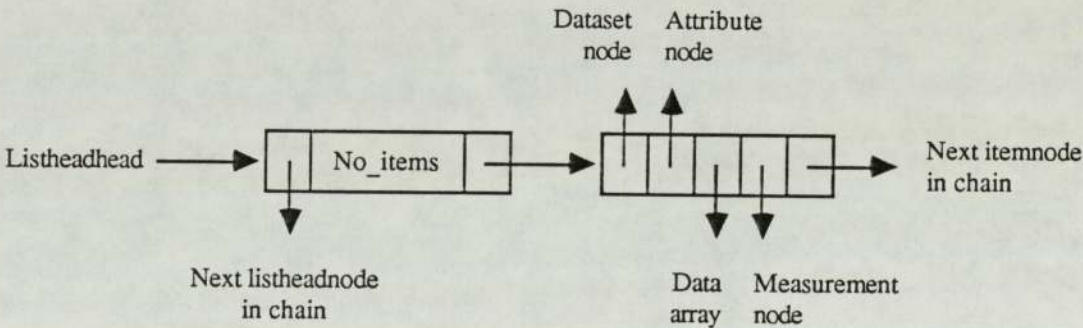 Dataset
node
Attribute
node
Listheadhead
No_items
Next itemnode
in chain
Next listheadnode
in chain
Data
array
Measurement
node